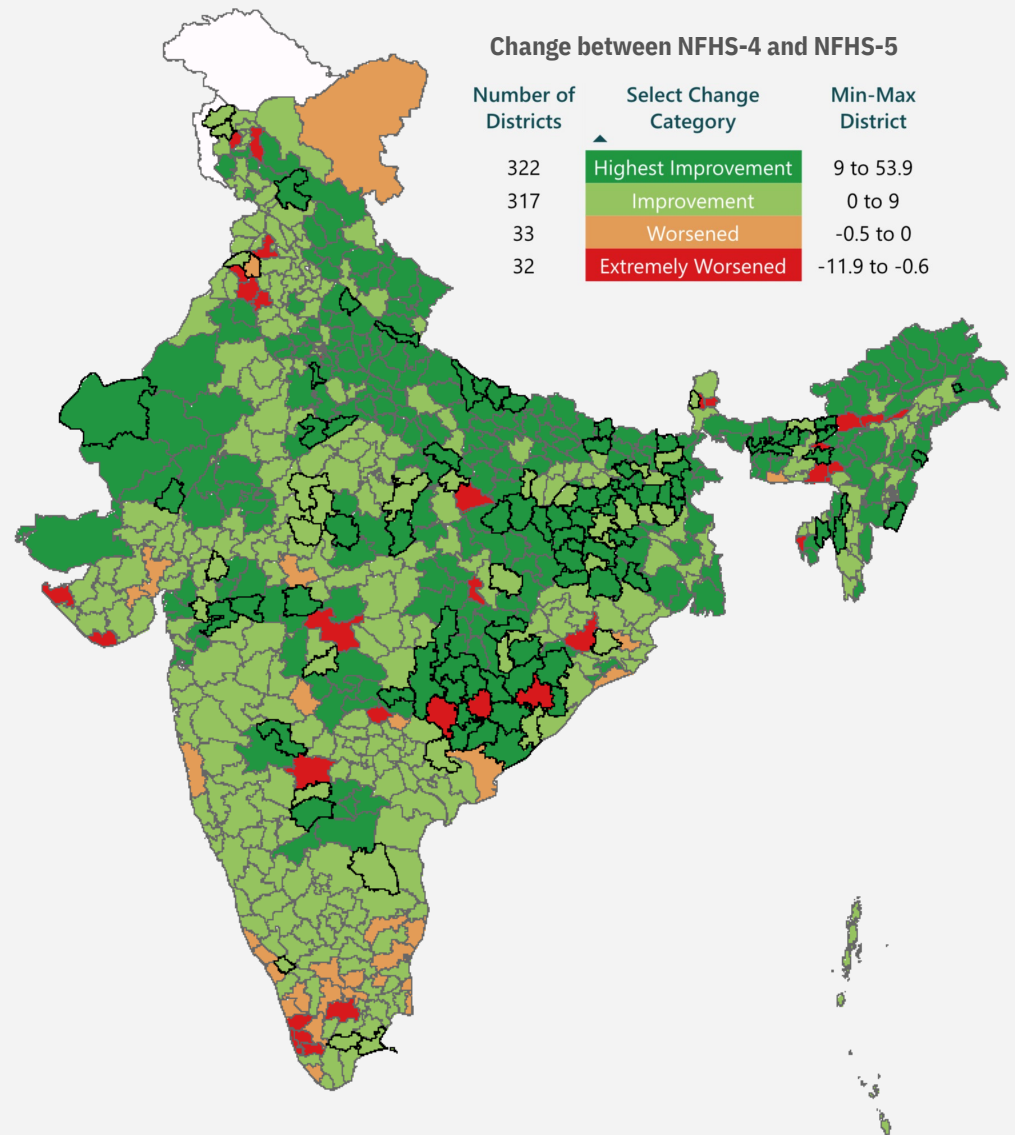 Change between NFHS-4 and NFHS-5
Number of Districts
Select Change Category
Min-Max District
322 Highest Improvement 9 to 53.9
317 Improvement 0 to 9
33 Worsened -0.5 to 0
32 Extremely Worsened -11.9 to -0.6